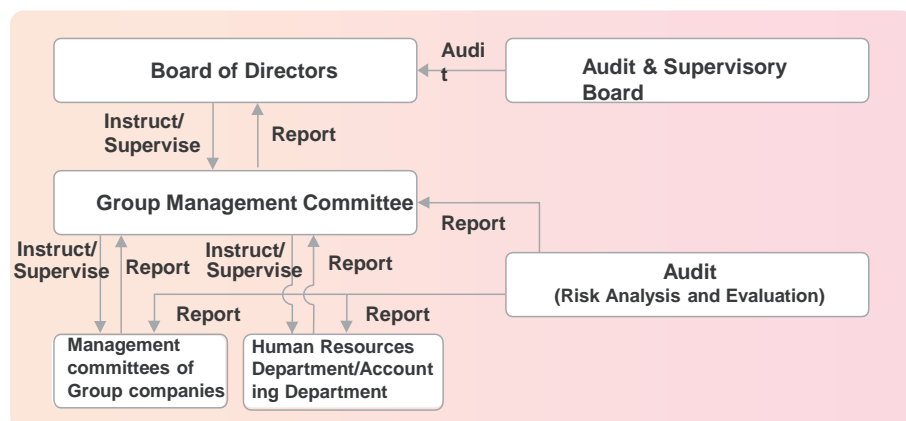 Board of Directors
Audi
t
Audit & Supervisory
Board
Instruct/
Supervise
Report
Group Management Committee
Report
Instruct/
Supervise
Report
Instruct/
Supervise
Report
Audit
(Risk Analysis and Evaluation)
Report
Report
Management
committees of
Group companies
Human Resources
Department/Account
ing Department